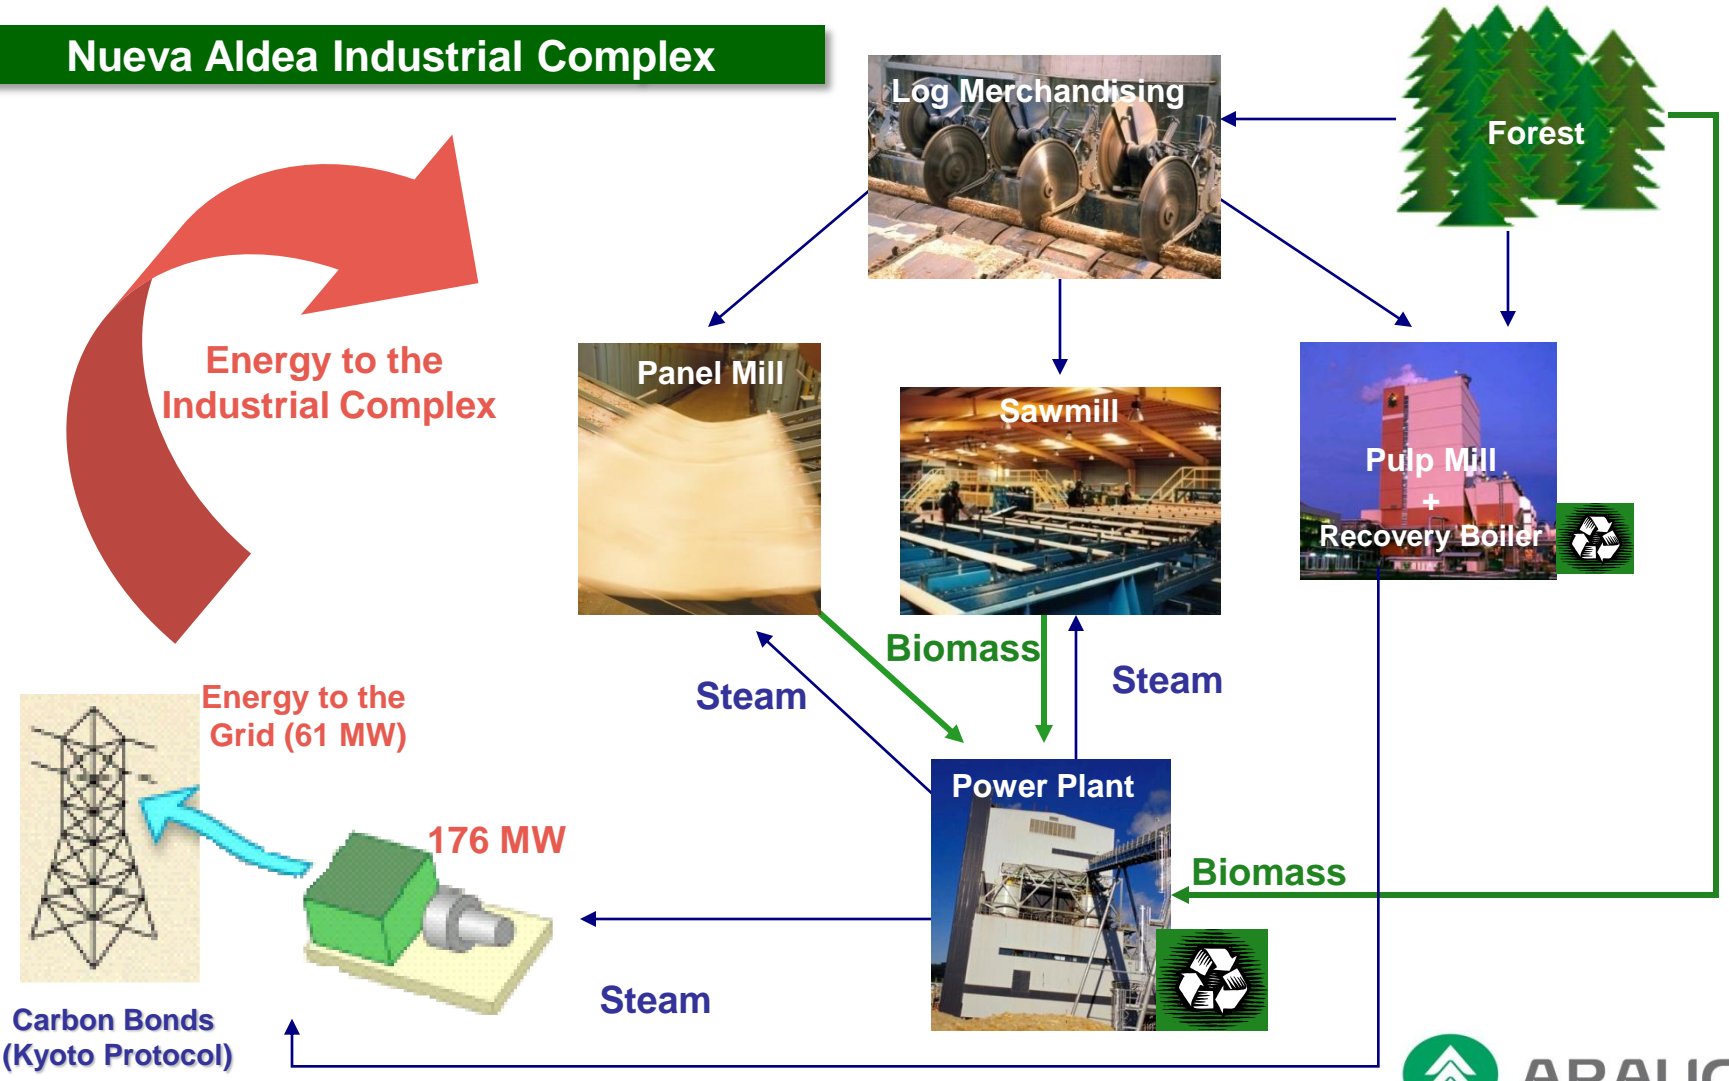 Nueva Aldea Industrial Complex
Log Merchandising
Forest
Energy to the
Industrial Complex
Panel Mill
Sawmill
Pulp Mill
+
Recovery Boiler
Biomass
Steam
Steam
Energy to the
Grid (61 MW)
Power Plant
176 MW
Biomass
Steam
Carbon Bonds
(Kyoto Protocol)